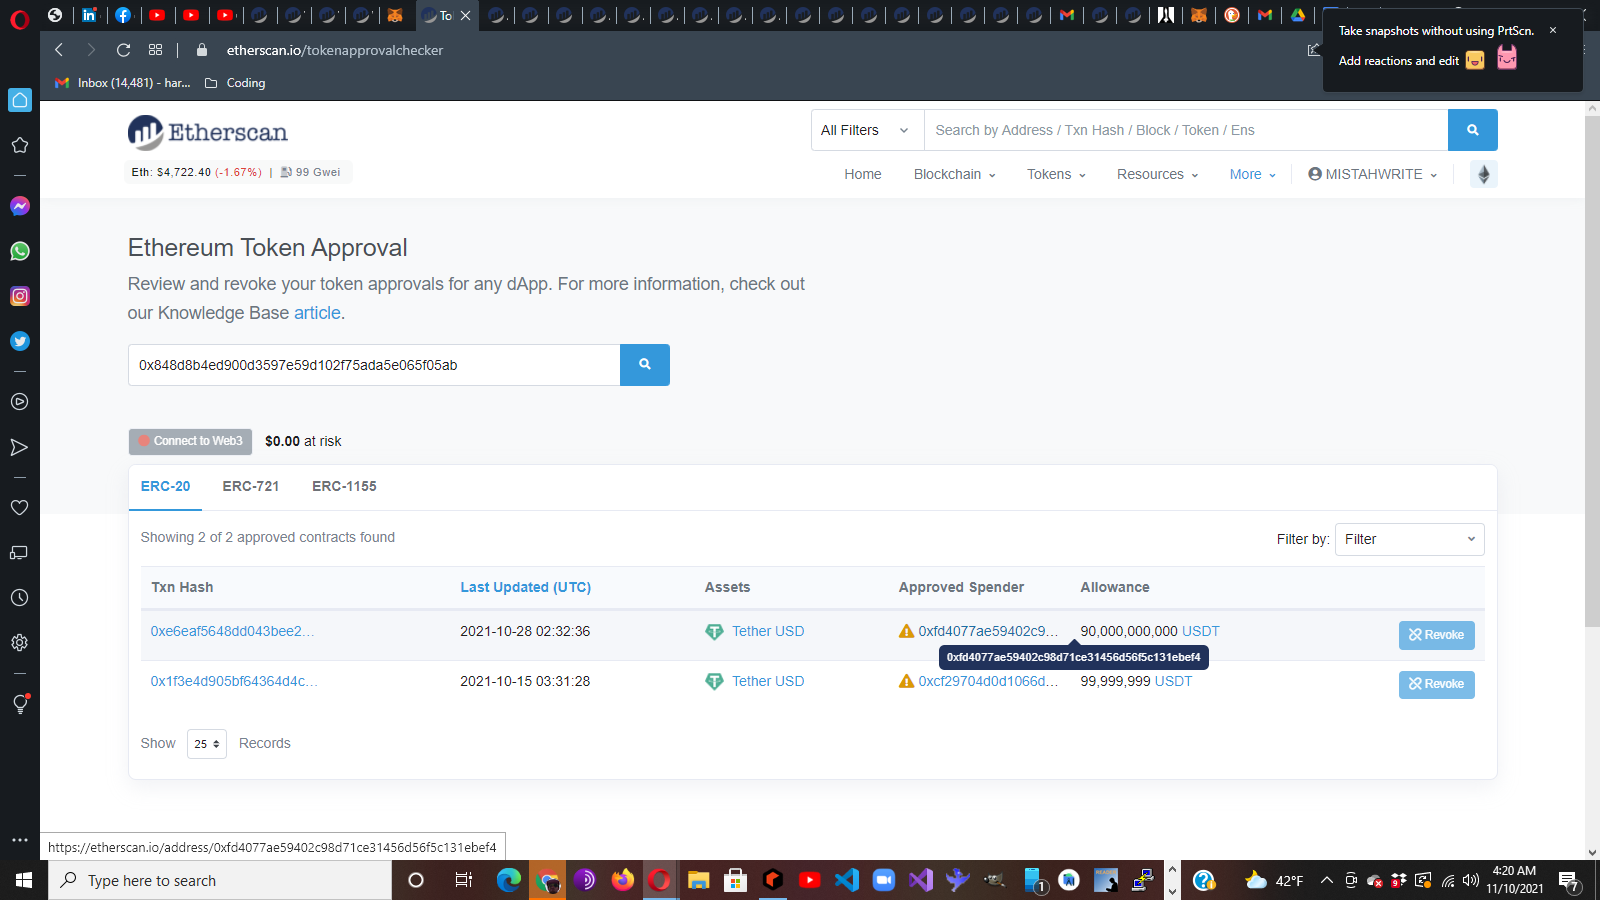 To
Take snapshots without using PrtScn.
Add reactions and edit
etherscan.io/tokenapprovalchecker
Inbox (14,481) - har...
Coding
Etherscan
All Filters
Search by Address / Txn Hash / Block / Token / Ens
Eth: $4,722.40 (-1.67%) | 99 Gwei
Home
Blockchain
Tokens
Resources
More
MISTAHWRITE
Ethereum Token Approval
Review and revoke your token approvals for any dApp. For more information, check out
our Knowledge Base article.
0x848d8b4ed900d3597e59d102f75ada5e065f05ab
Connect to Web3
$0.00 at risk
ERC-20
ERC-721
ERC-1155
Showing 2 of 2 approved contracts found
Filter by:
Filter
Txn Hash
Last Updated (UTC)
Assets
Approved Spender
Allowance
0xe6eaf5648dd043bee2...
2021-10-28 02:32:36
Tether USD
0xfd4077ae59402c9...
90,000,000,000 USDT
Revoke
0xfd4077ae59402c98d71ce31456d56f5c131ebef4
0x1f3e4d905bf64364d4c...
2021-10-15 03:31:28
Tether USD
0xcf29704d0d1066d...
99,999,999 USDT
Revoke
Show
25
Records
https://etherscan.io/address/0xfd4077ae59402c98d71ce31456d56f5c131ebef4
Type here to search
1
42°F
9
4:20 AM
11/10/2021
7